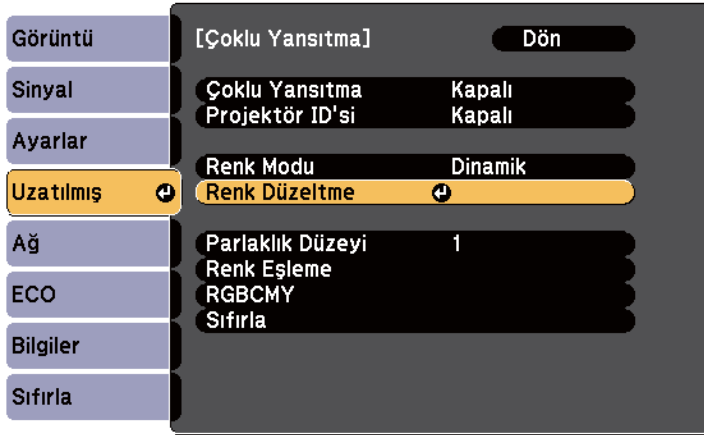 Görüntü
Sinyal
Ayarlar
Uzatılmış
Ağ
ECO
Bilgiler
Sıfırla
[Çoklu Yansıtma] Dön
Çoklu Yansıtma Kapalı
Projektör ID'si Kapalı
Renk Modu Dinamik
Renk Düzeltme
Parlaklık Düzeyi 1
Renk Eşleme
RGBCMY
Sıfırla